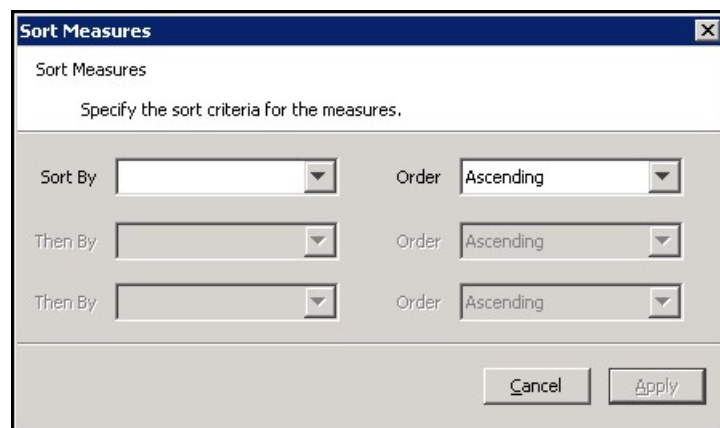 Sort Measures
Sort Measures
Specify the sort criteria for the measures.
Sort By Order Ascending
Then By Order Ascending
Then By Order Ascending
Cancel Apply